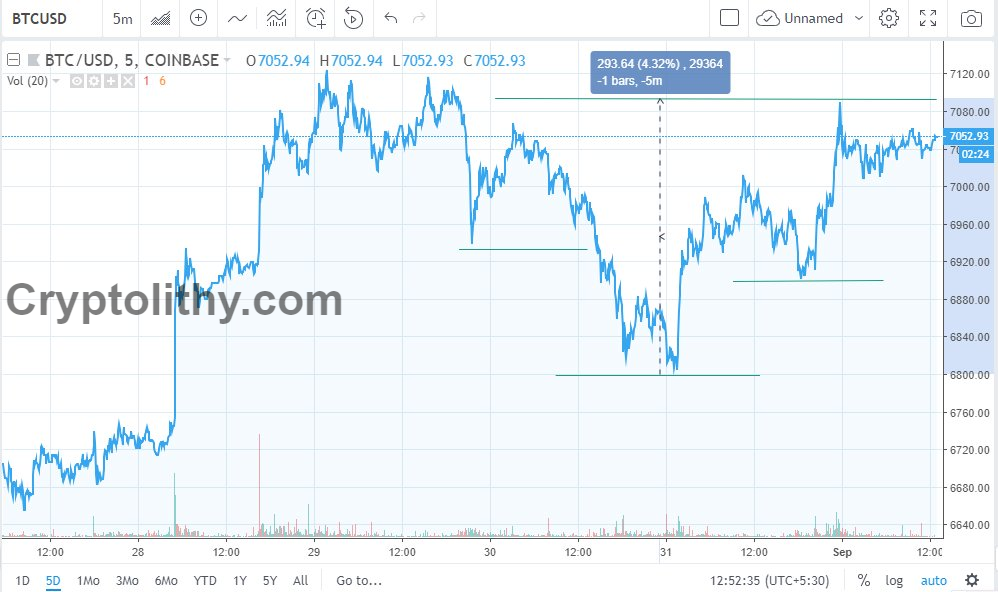 BTCUSD 5m Unnamed
BTC/USD, 5, COINBASE O7052.94 H7052.94 L7052.93 C7052.93
Vol (20) 1 6
293.64 (4.32%) , 29364
-1 bars, -5m
7120.00
7080.00
7052.93
02:24
7000.00
6960.00
6920.00
6880.00
6840.00
6800.00
6760.00
6720.00
6680.00
6640.00
Cryptolithy.com
12:00 28 12:00 29 12:00 30 12:00 31 12:00 Sep 12:00
1D 5D 1Mo 3Mo 6Mo YTD 1Y 5Y All Go to... 12:52:35 (UTC+5:30) % log auto